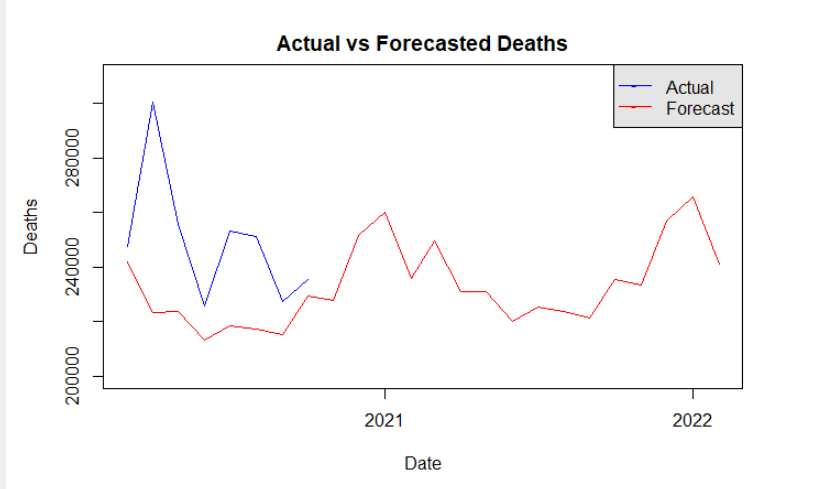 Actual vs Forecasted Deaths
Actual
Forecast
Deaths
280000
240000
200000
2021
2022
Date